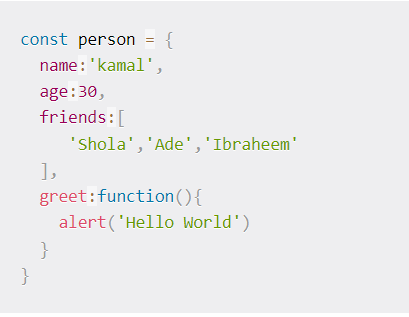 const person = {
name:'kamal',
age:30,
friends:[
'Shola','Ade','Ibraheem'
],
greet:function(){
alert('Hello World')
}
}